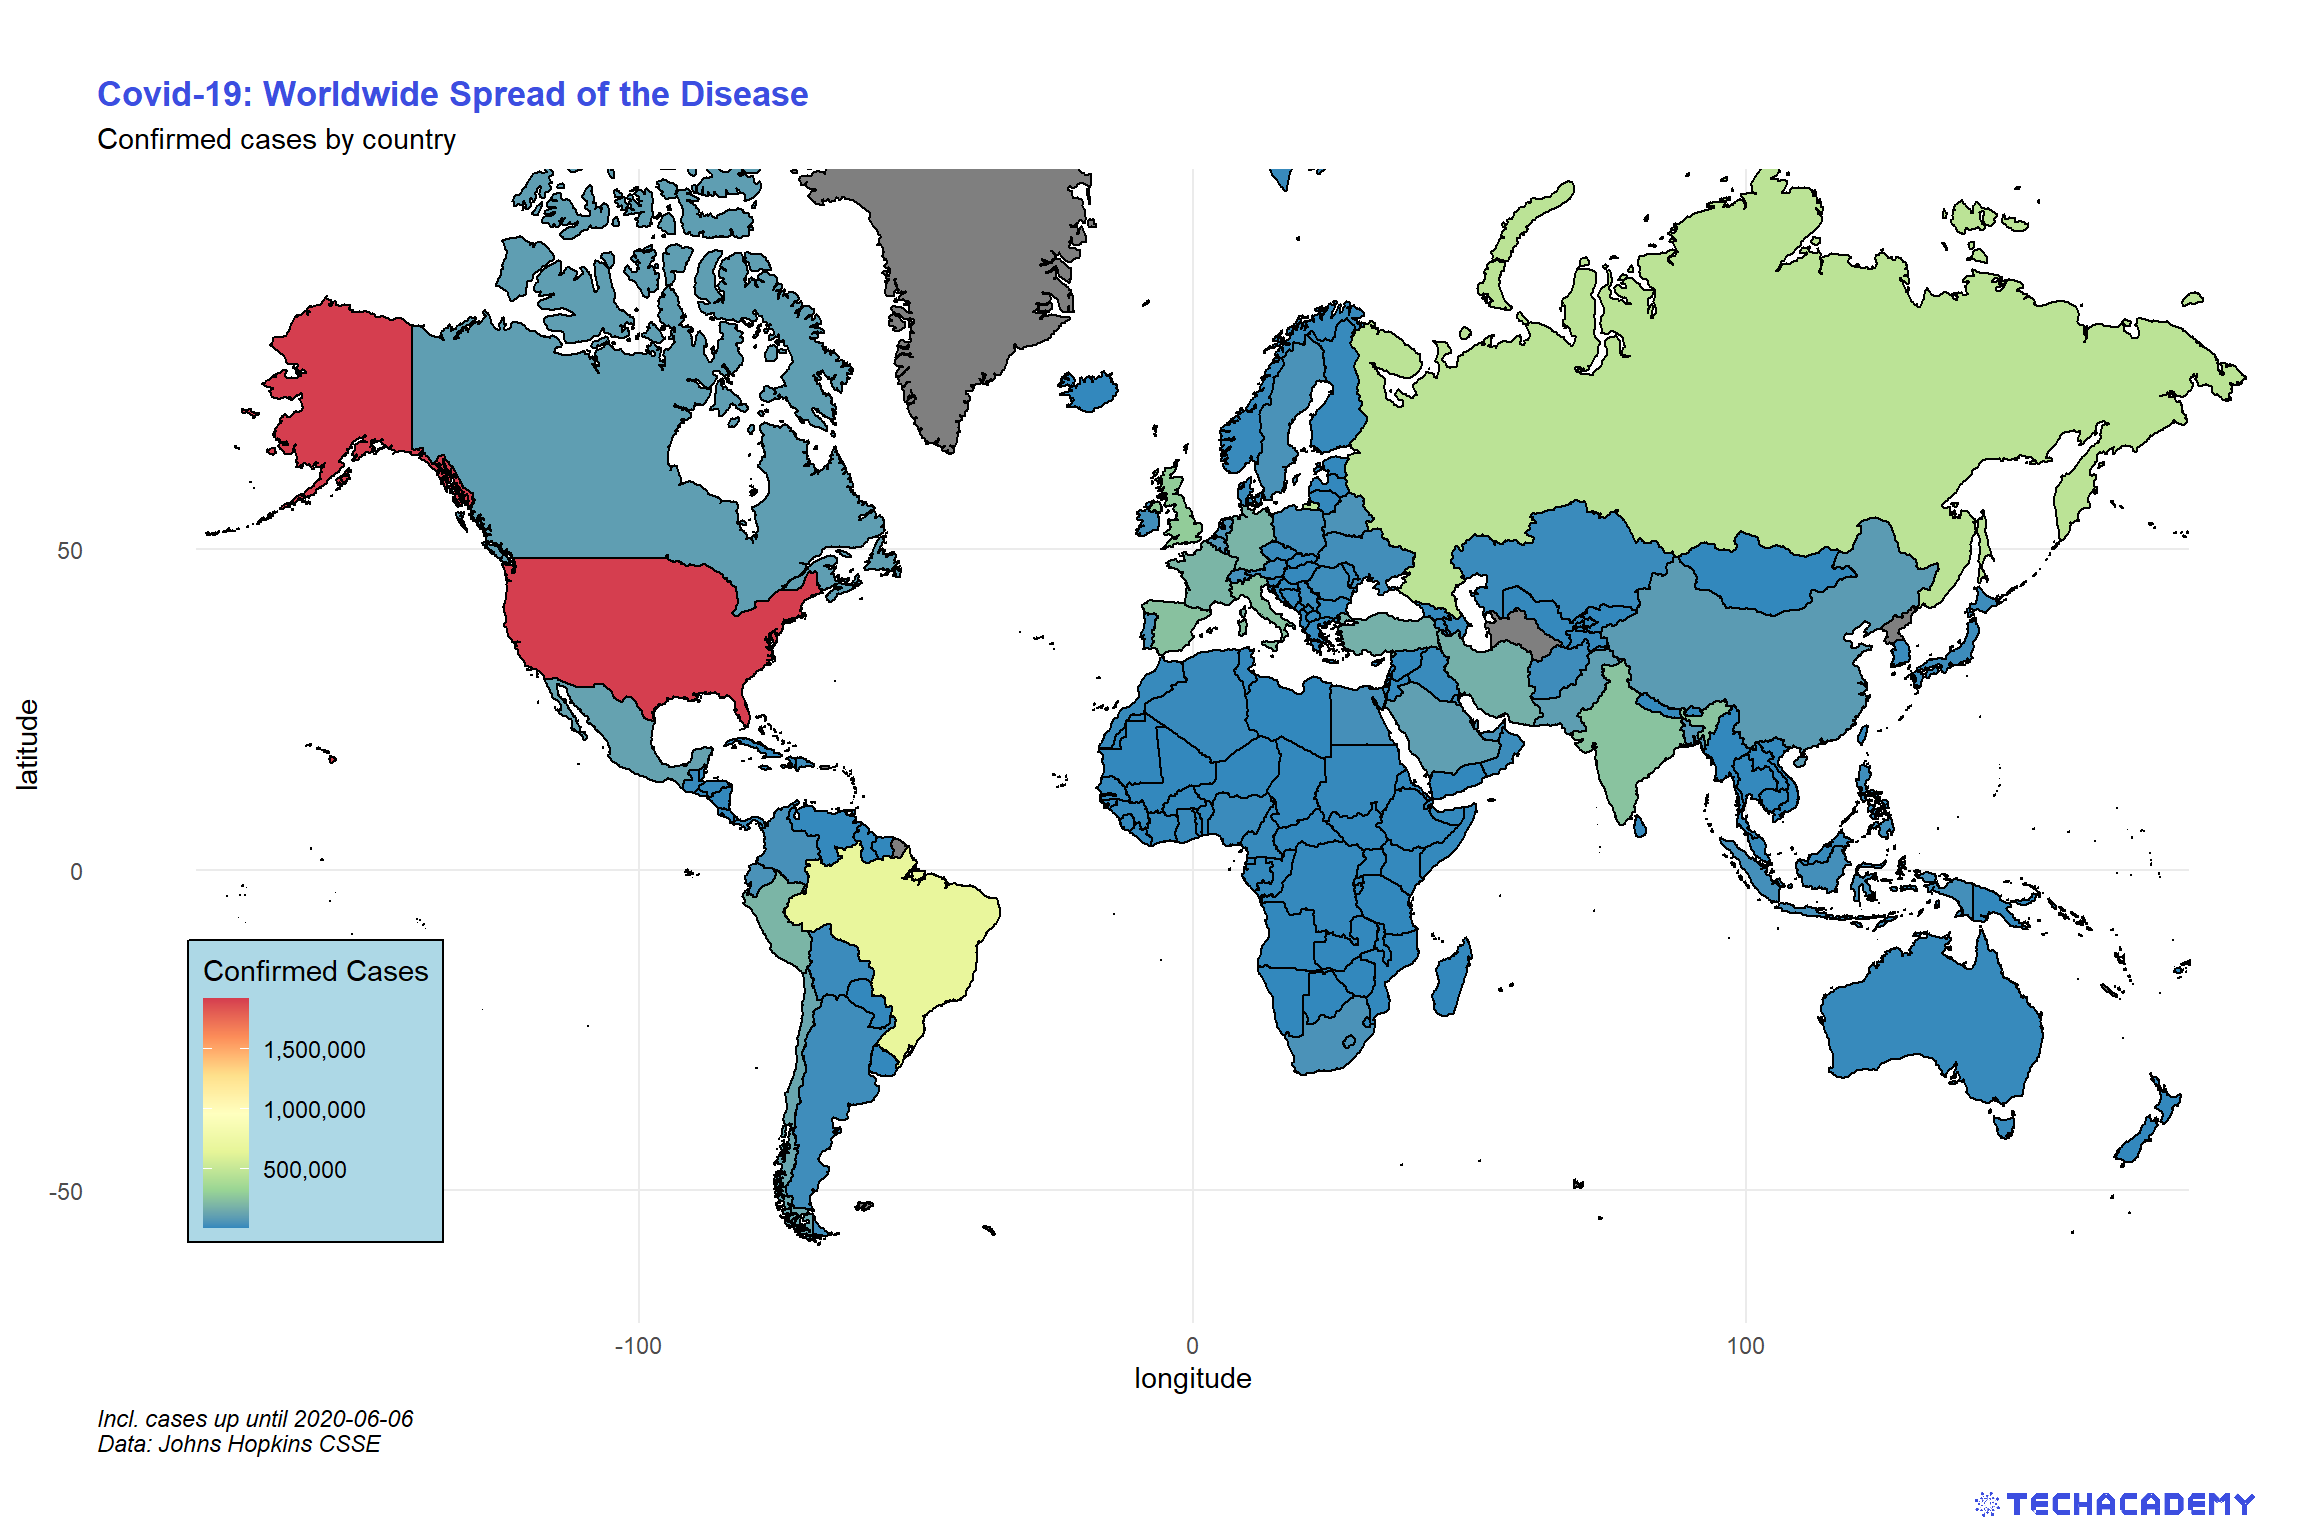 Covid-19: Worldwide Spread of the Disease
Confirmed cases by country
latitude
50
0
-50
Confirmed Cases
1,500,000
1,000,000
500,000
-100
0
100
longitude
Incl. cases up until 2020-06-06
Data: Johns Hopkins CSSE
TECHACADEMY